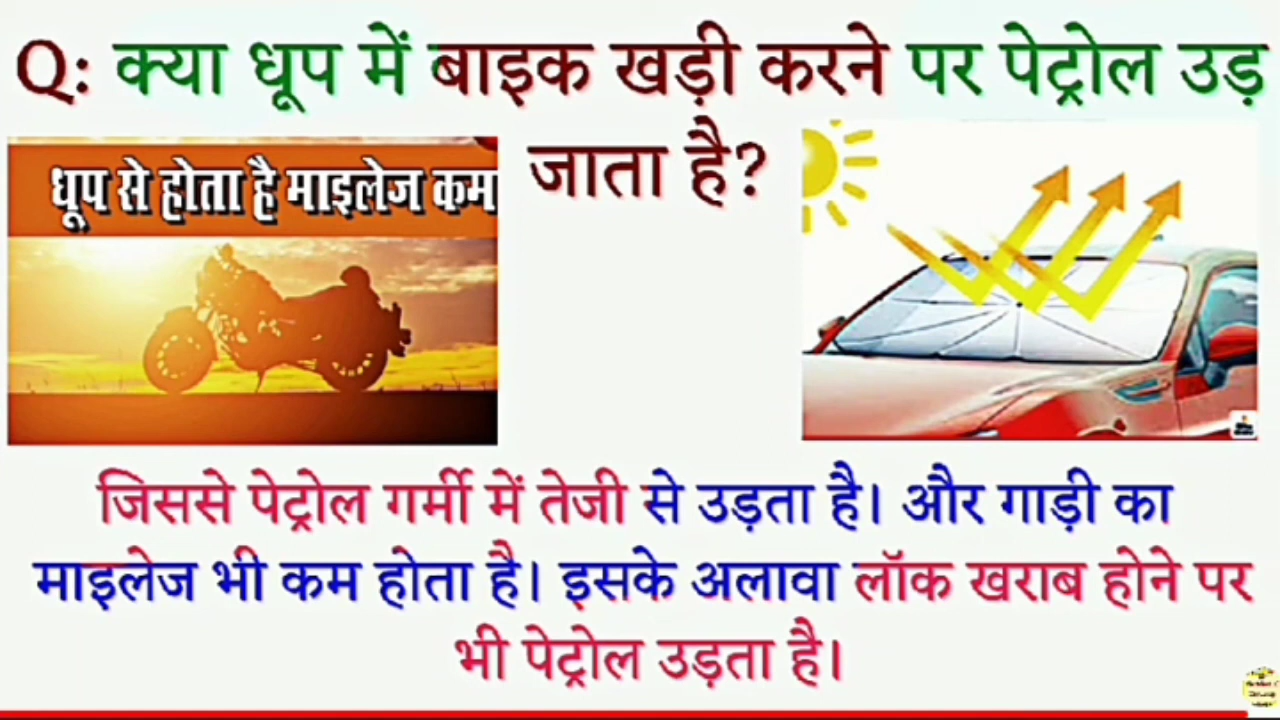 Q: क्या धूप में बाइक खड़ी करने पर पेट्रोल उड़
जाता है?
धूप से होता है माइलेज कम
जिससे पेट्रोल गर्मी में तेजी से उड़ता है। और गाड़ी का
माइलेज भी कम होता है। इसके अलावा लॉक खराब होने पर
भी पेट्रोल उड़ता है।